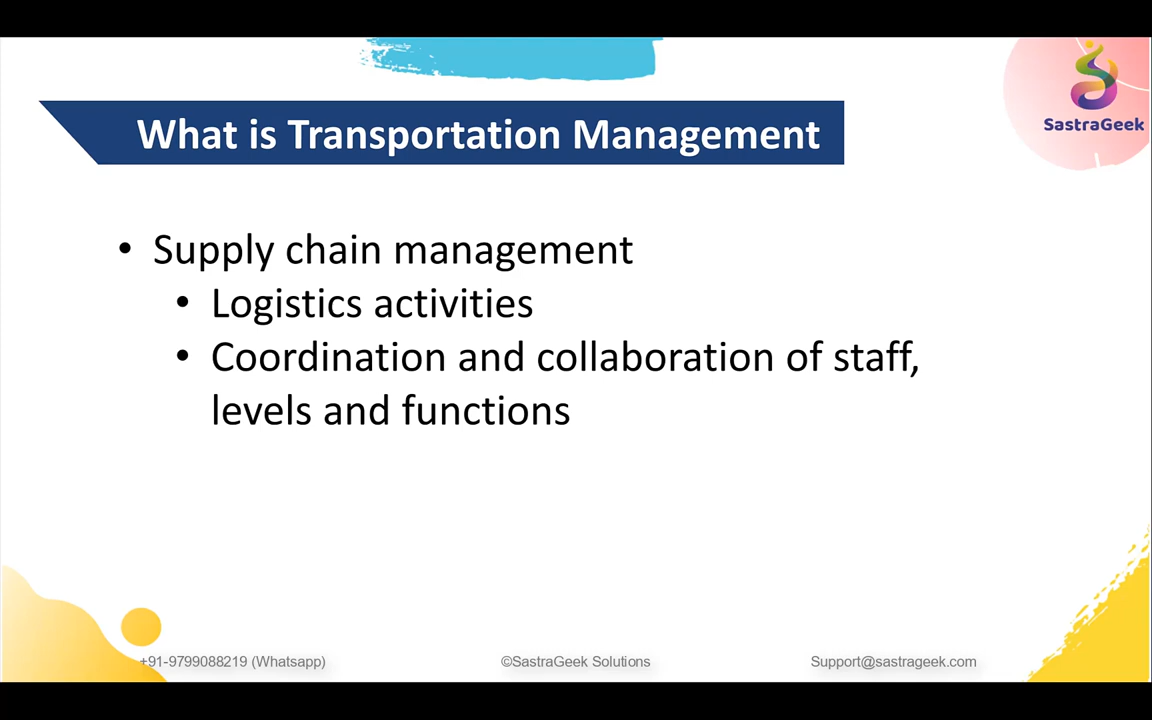 SastraGeek
What is Transportation Management
• Supply chain management
• Logistics activities
• Coordination and collaboration of staff,
levels and functions
+91-9799088219 (Whatsapp)
©SastraGeek Solutions
Support@sastrageek.com